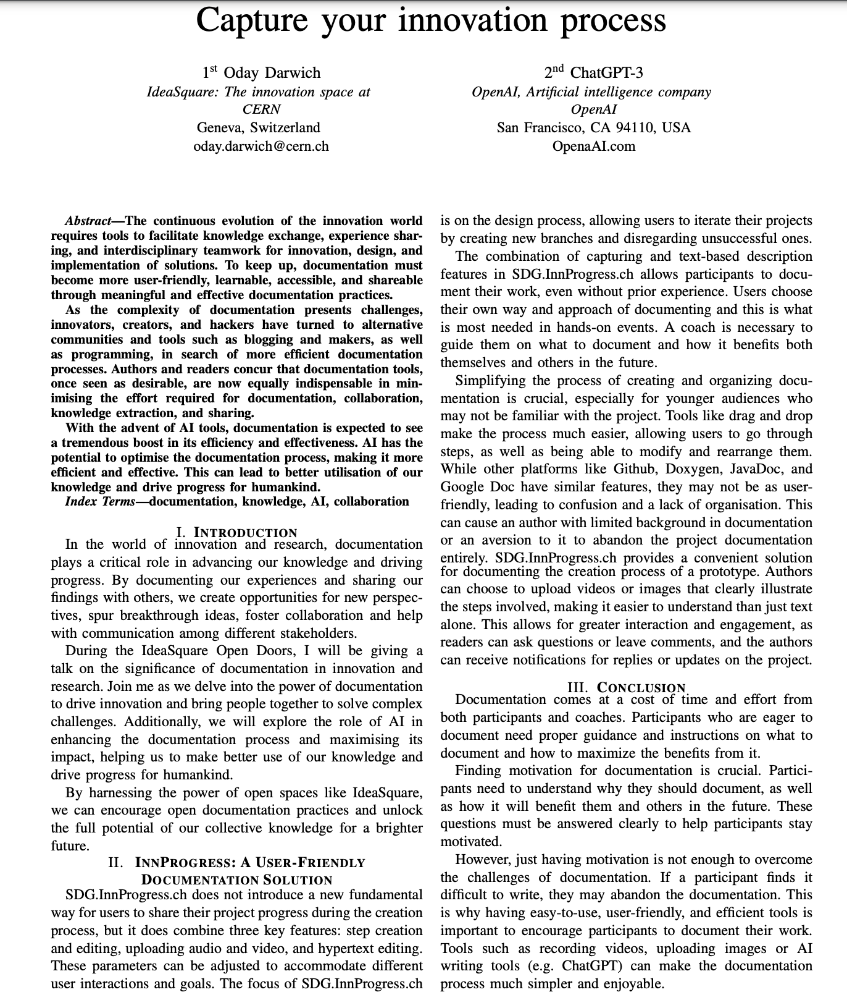 Capture your innovation process
1st Oday Darwich
IdeaSquare: The innovation space at
CERN
Geneva, Switzerland
oday.darwich@cern.ch
2nd ChatGPT-3
OpenAI, Artificial intelligence company
OpenAI
San Francisco, CA 94110, USA
OpenaAI.com
Abstract—The continuous evolution of the innovation world
requires tools to facilitate knowledge exchange, experience shar-
ing, and interdisciplinary teamwork for innovation, design, and
implementation of solutions. To keep up, documentation must
become more user-friendly, learnable, accessible, and shareable
through meaningful and effective documentation practices.
As the complexity of documentation presents challenges,
innovators, creators, and hackers have turned to alternative
communities and tools such as blogging and makers, as well
as programming, in search of more efficient documentation
processes. Authors and readers concur that documentation tools,
once seen as desirable, are now equally indispensable in min-
imising the effort required for documentation, collaboration,
knowledge extraction, and sharing.
With the advent of AI tools, documentation is expected to see
a tremendous boost in its efficiency and effectiveness. AI has the
potential to optimise the documentation process, making it more
efficient and effective. This can lead to better utilisation of our
knowledge and drive progress for humankind.
Index Terms—documentation, knowledge, AI, collaboration
I. INTRODUCTION
In the world of innovation and research, documentation
plays a critical role in advancing our knowledge and driving
progress. By documenting our experiences and sharing our
findings with others, we create opportunities for new perspec-
tives, spur breakthrough ideas, foster collaboration and help
with communication among different stakeholders.
During the IdeaSquare Open Doors, I will be giving a
talk on the significance of documentation in innovation and
research. Join me as we delve into the power of documentation
to drive innovation and bring people together to solve complex
challenges. Additionally, we will explore the role of AI in
enhancing the documentation process and maximising its
impact, helping us to make better use of our knowledge and
drive progress for humankind.
By harnessing the power of open spaces like IdeaSquare,
we can encourage open documentation practices and unlock
the full potential of our collective knowledge for a brighter
future.
II. INNPROGRESS: A USER-FRIENDLY
DOCUMENTATION SOLUTION
SDG.InnProgress.ch does not introduce a new fundamental
way for users to share their project progress during the creation
process, but it does combine three key features: step creation
and editing, uploading audio and video, and hypertext editing.
These parameters can be adjusted to accommodate different
user interactions and goals. The focus of SDG.InnProgress.ch
is on the design process, allowing users to iterate their projects
by creating new branches and disregarding unsuccessful ones.
The combination of capturing and text-based description
features in SDG.InnProgress.ch allows participants to docu-
ment their work, even without prior experience. Users choose
their own way and approach of documenting and this is what
is most needed in hands-on events. A coach is necessary to
guide them on what to document and how it benefits both
themselves and others in the future.
Simplifying the process of creating and organizing docu-
mentation is crucial, especially for younger audiences who
may not be familiar with the project. Tools like drag and drop
make the process much easier, allowing users to go through
steps, as well as being able to modify and rearrange them.
While other platforms like Github, Doxygen, JavaDoc, and
Google Doc have similar features, they may not be as user-
friendly, leading to confusion and a lack of organisation. This
can cause an author with limited background in documentation
or an aversion to it to abandon the project documentation
entirely. SDG.InnProgress.ch provides a convenient solution
for documenting the creation process of a prototype. Authors
can choose to upload videos or images that clearly illustrate
the steps involved, making it easier to understand than just text
alone. This allows for greater interaction and engagement, as
readers can ask questions or leave comments, and the authors
can receive notifications for replies or updates on the project.
III. CONCLUSION
Documentation comes at a cost of time and effort from
both participants and coaches. Participants who are eager to
document need proper guidance and instructions on what to
document and how to maximize the benefits from it.
Finding motivation for documentation is crucial. Partici-
pants need to understand why they should document, as well
as how it will benefit them and others in the future. These
questions must be answered clearly to help participants stay
motivated.
However, just having motivation is not enough to overcome
the challenges of documentation. If a participant finds it
difficult to write, they may abandon the documentation. This
is why having easy-to-use, user-friendly, and efficient tools is
important to encourage participants to document their work.
Tools such as recording videos, uploading images or AI
writing tools (e.g. ChatGPT) can make the documentation
process much simpler and enjoyable.